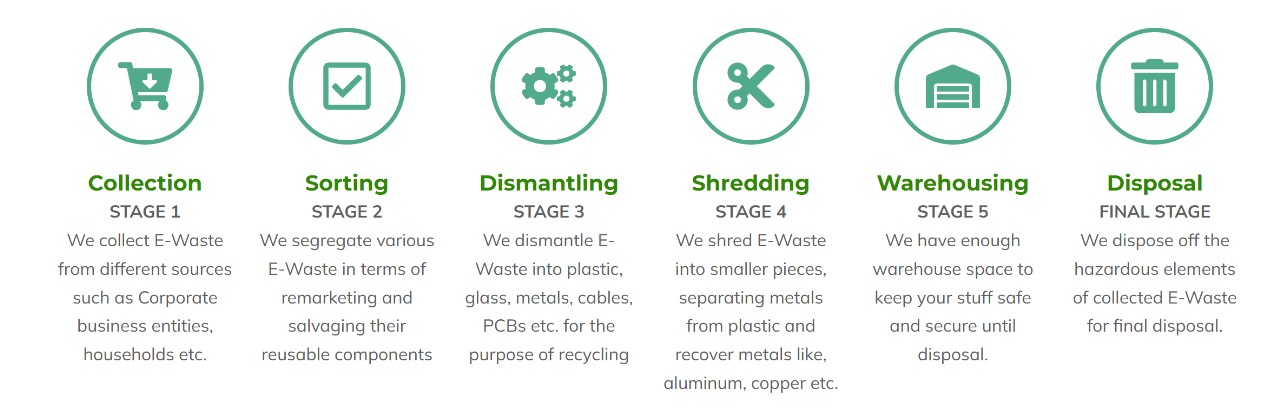 Collection
STAGE 1
We collect E-Waste
from different sources
such as Corporate
business entities,
households etc.
Sorting
STAGE 2
We segregate various
E-Waste in terms of
remarketing and
salvaging their
reusable components
Dismantling
STAGE 3
We dismantle E-
Waste into plastic,
glass, metals, cables,
PCBs etc. for the
purpose of recycling
Shredding
STAGE 4
We shred E-Waste
into smaller pieces,
separating metals
from plastic and
recover metals like,
aluminum, copper etc.
Warehousing
STAGE 5
We have enough
warehouse space to
keep your stuff safe
and secure until
disposal.
Disposal
FINAL STAGE
We dispose off the
hazardous elements
of collected E-Waste
for final disposal.